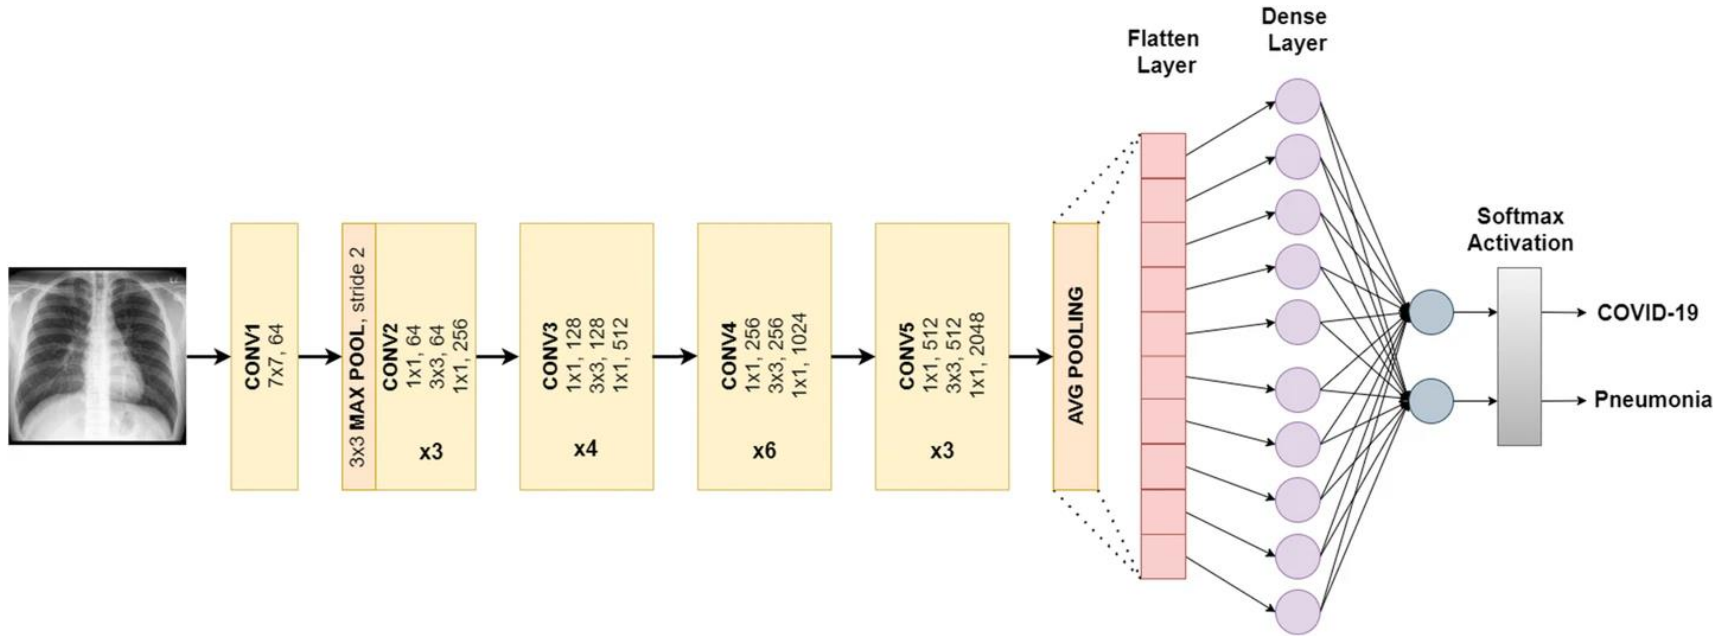 CONV1
7x7, 64
3x3 MAX POOL, stride 2
CONV2
1x1, 64
3x3, 64
1x1, 256
x3
CONV3
1x1, 128
3x3, 128
1x1, 512
x4
CONV4
1x1, 256
3x3, 256
1x1, 1024
x6
CONV5
1x1, 512
3x3, 512
1x1, 2048
x3
AVG POOLING
Flatten
Layer
Dense
Layer
Softmax
Activation
COVID-19
Pneumonia